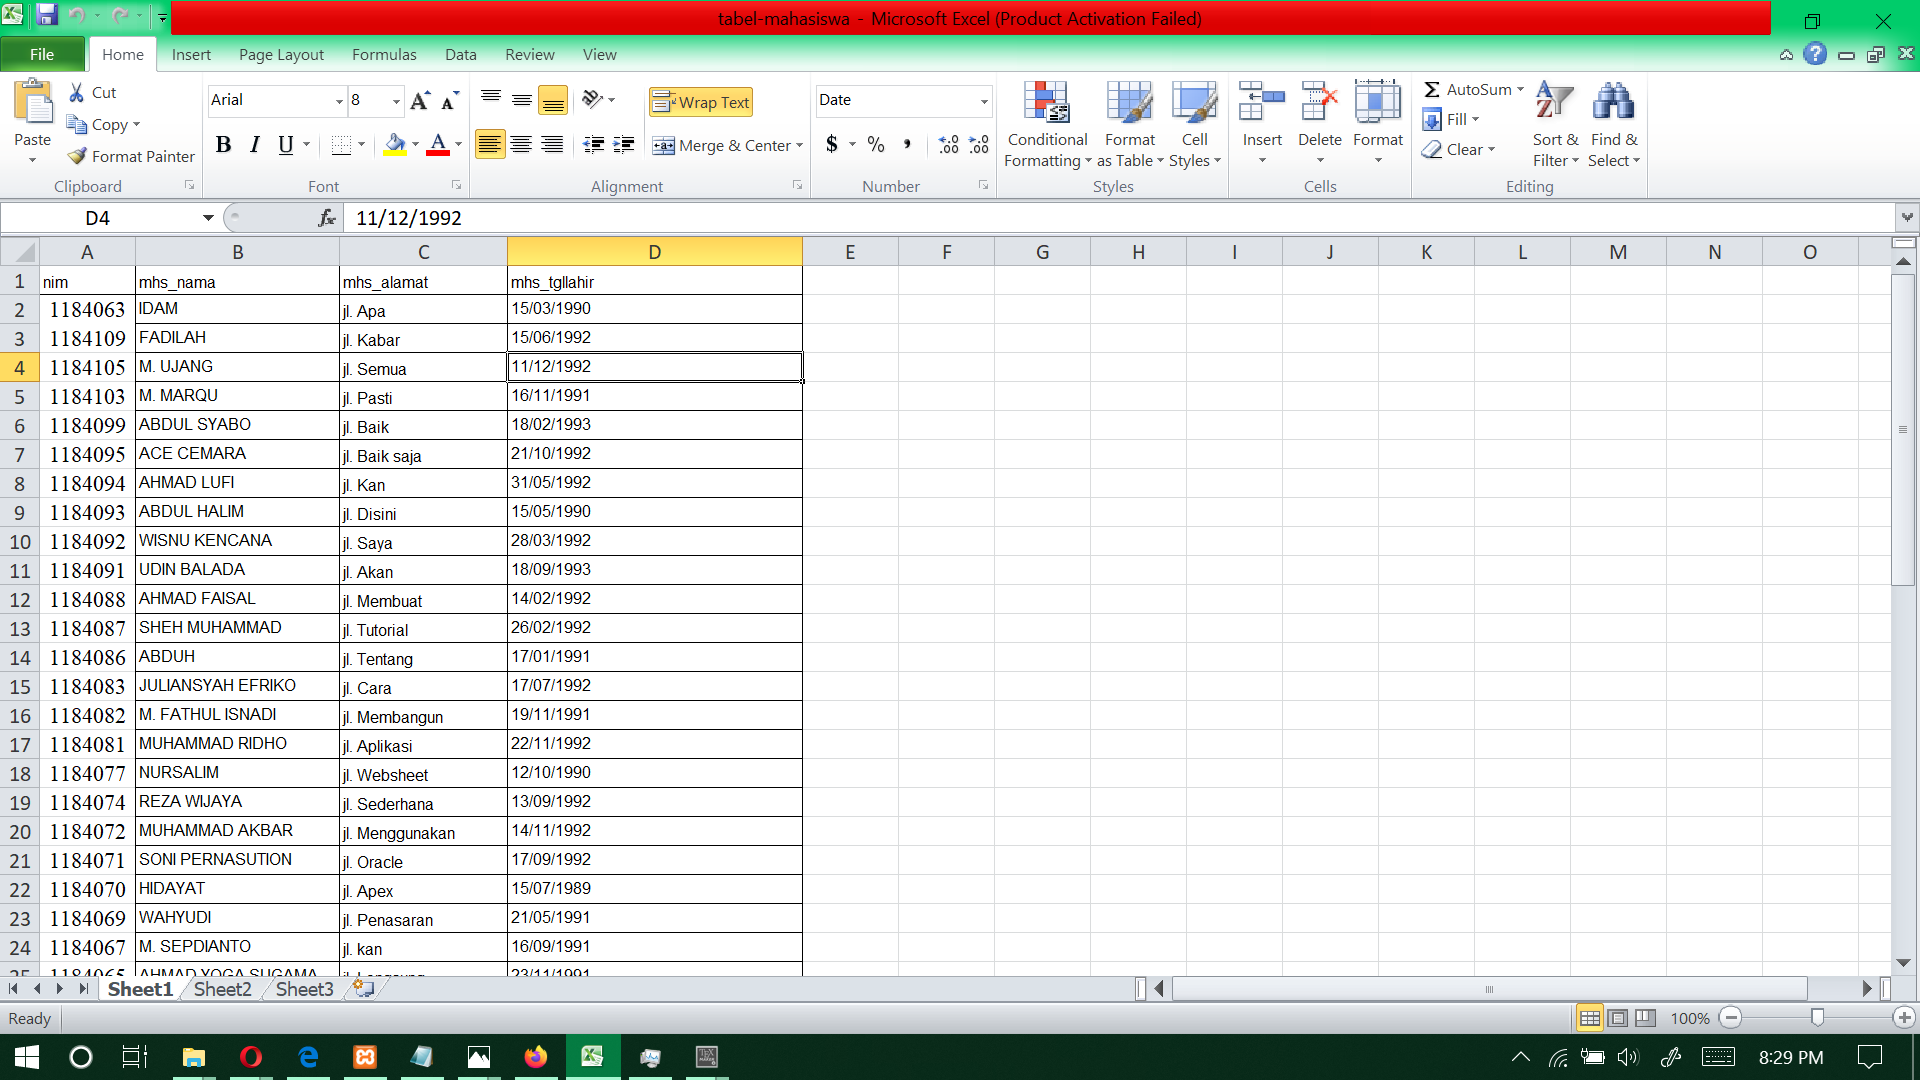 tabel-mahasiswa - Microsoft Excel (Product Activation Failed)
File Home Insert Page Layout Formulas Data Review View
Paste Cut Copy Format Painter Clipboard
Arial 8 Font
Wrap Text Merge & Center Alignment
Date Number
Conditional Formatting Format as Table Cell Styles Styles
Insert Delete Format Cells
AutoSum Fill Clear Sort & Filter Find & Select Editing
D4 fx 11/12/1992
A B C D E F G H I J K L M N O
1 nim mhs_nama mhs_alamat mhs_tgllahir
2 1184063 IDAM jl. Apa 15/03/1990
3 1184109 FADILAH jl. Kabar 15/06/1992
4 1184105 M. UJANG jl. Semua 11/12/1992
5 1184103 M. MARQU jl. Pasti 16/11/1991
6 1184099 ABDUL SYABO jl. Baik 18/02/1993
7 1184095 ACE CEMARA jl. Baik saja 21/10/1992
8 1184094 AHMAD LUFI jl. Kan 31/05/1992
9 1184093 ABDUL HALIM jl. Disini 15/05/1990
10 1184092 WISNU KENCANA jl. Saya 28/03/1992
11 1184091 UDIN BALADA jl. Akan 18/09/1993
12 1184088 AHMAD FAISAL jl. Membuat 14/02/1992
13 1184087 SHEH MUHAMMAD jl. Tutorial 26/02/1992
14 1184086 ABDUH jl. Tentang 17/01/1991
15 1184083 JULIANSYAH EFRIKO jl. Cara 17/07/1992
16 1184082 M. FATHUL ISNADI jl. Membangun 19/11/1991
17 1184081 MUHAMMAD RIDHO jl. Aplikasi 22/11/1992
18 1184077 NURSALIM jl. Websheet 12/10/1990
19 1184074 REZA WIJAYA jl. Sederhana 13/09/1992
20 1184072 MUHAMMAD AKBAR jl. Menggunakan 14/11/1992
21 1184071 SONI PERNASUTION jl. Oracle 17/09/1992
22 1184070 HIDAYAT jl. Apex 15/07/1989
23 1184069 WAHYUDI jl. Penasaran 21/05/1991
24 1184067 M. SEPDIANTO jl. kan 16/09/1991
25 1184065 AHMAD YOGA SUGAMA 23/11/1991
Sheet1 Sheet2 Sheet3
Ready 100%
8:29 PM